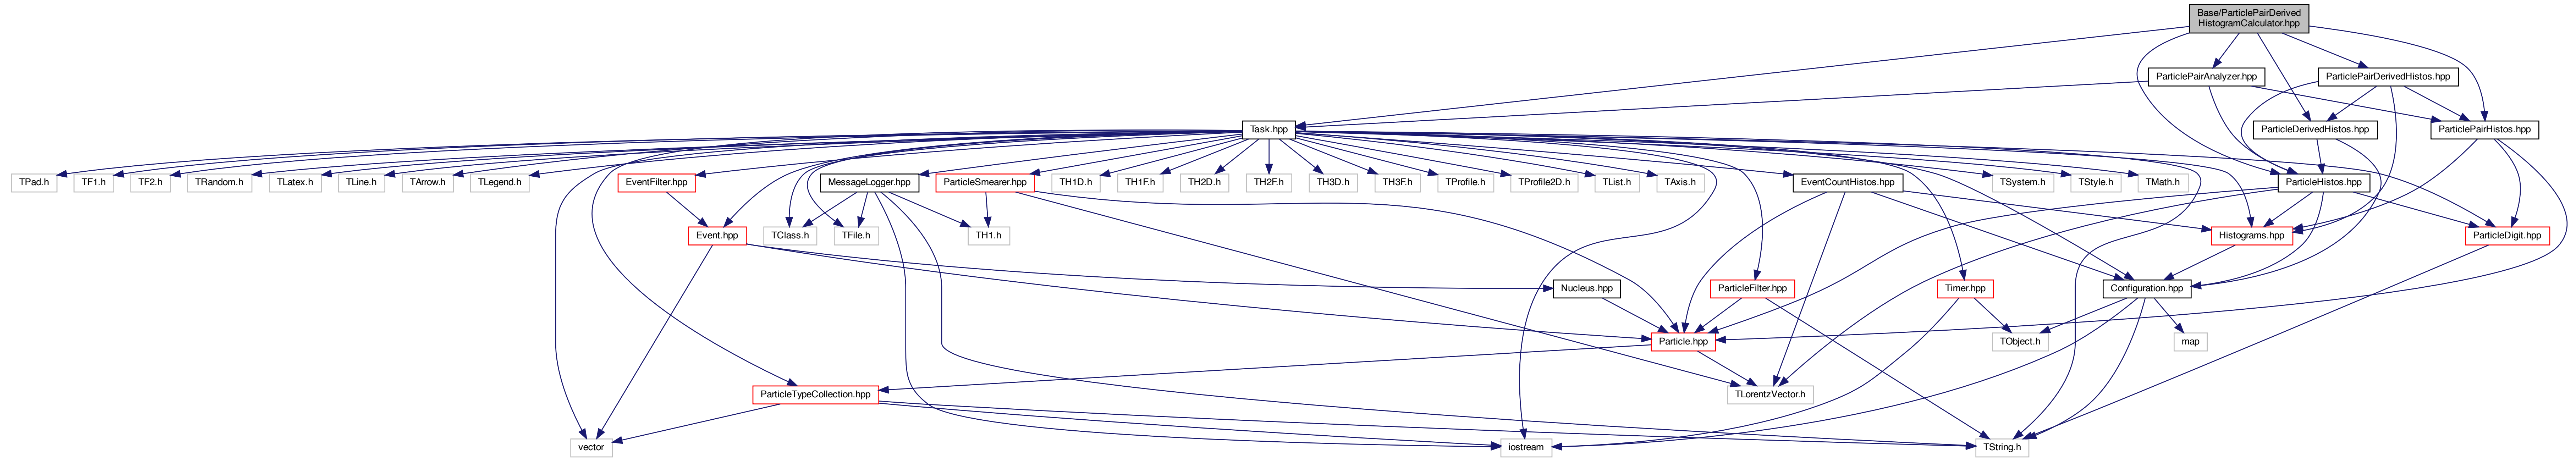 Base/ParticlePairDerived
HistogramCalculator.hpp
ParticlePairAnalyzer.hpp
ParticlePairDerivedHistos.hpp
Task.hpp
ParticleDerivedHistos.hpp
ParticlePairHistos.hpp
TPad.h
TF1.h
TF2.h
TRandom.h
TLatex.h
TLine.h
TArrow.h
TLegend.h
EventFilter.hpp
MessageLogger.hpp
ParticleSmearer.hpp
TH1D.h
TH1F.h
TH2D.h
TH2F.h
TH3D.h
TH3F.h
TProfile.h
TProfile2D.h
TList.h
TAxis.h
EventCountHistos.hpp
TSystem.h
TStyle.h
TMath.h
ParticleHistos.hpp
Event.hpp
TClass.h
TFile.h
TH1.h
Histograms.hpp
ParticleDigit.hpp
Nucleus.hpp
ParticleFilter.hpp
Timer.hpp
Configuration.hpp
Particle.hpp
TObject.h
map
ParticleTypeCollection.hpp
TLorentzVector.h
vector
iostream
TString.h